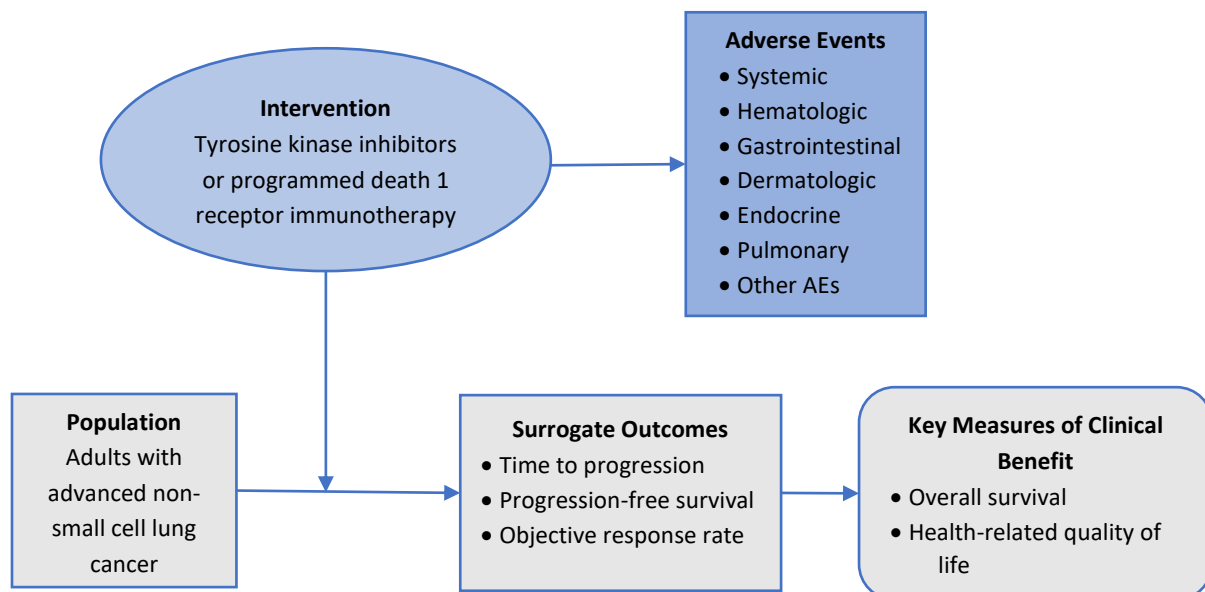 Intervention
Tyrosine kinase inhibitors
or programmed death 1
receptor immunotherapy
Adverse Events
• Systemic
• Hematologic
• Gastrointestinal
• Dermatologic
• Endocrine
• Pulmonary
• Other AEs
Population
Adults with
advanced non-
small cell lung
cancer
Surrogate Outcomes
• Time to progression
• Progression-free survival
• Objective response rate
Key Measures of Clinical
Benefit
• Overall survival
• Health-related quality of
life